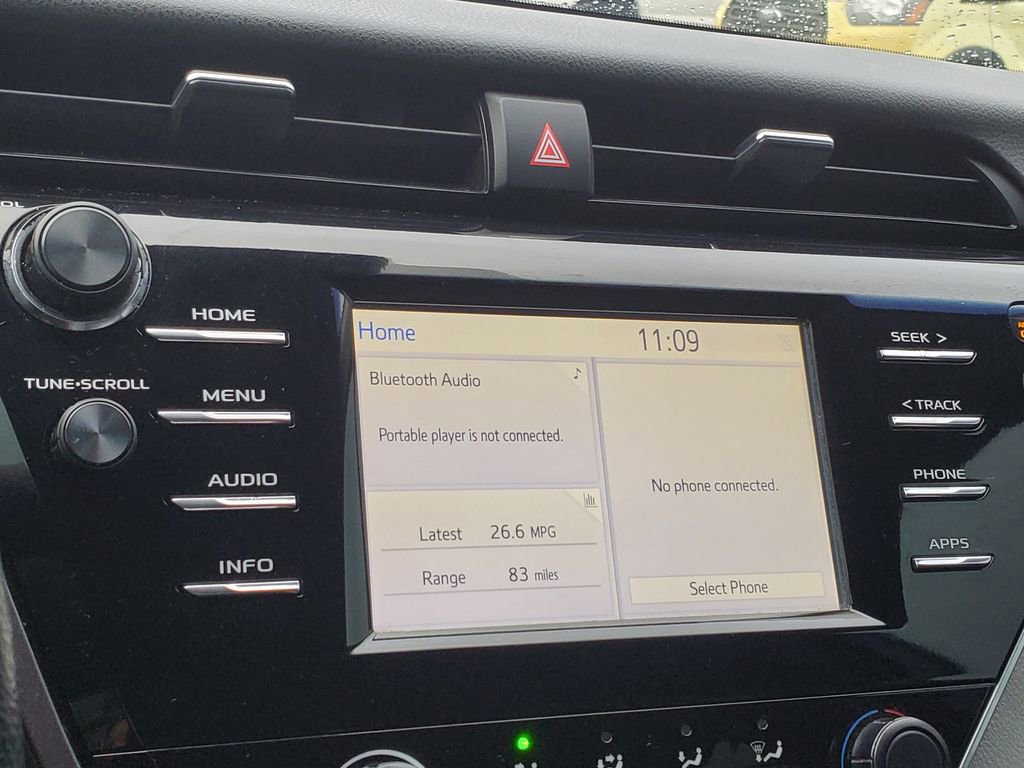 OL
HOME
MENU
TUNE•SCROLL
AUDIO
INFO
Home
11:09
Bluetooth Audio
Portable player is not connected.
Latest 26.6 MPG
Range 83 miles
No phone connected.
Select Phone
SEEK >
< TRACK
PHONE
APPS